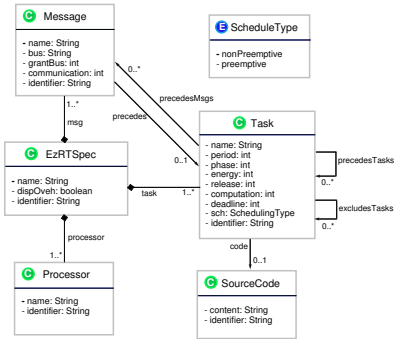 C Message
- name: String
- bus: String
- grantBus: int
- communication: int
- identifier: String
E ScheduleType
- nonPreemptive
- preemptive
0..*
precedesMsgs
1..*
msg
precedes
0..1
C Task
- name: String
- period: int
- phase: int
- energy: int
- release: int
- computation: int
- deadline: int
- sch: SchedulingType
- identifier: String
precedesTasks
0..*
excludesTasks
0..*
C EzRTSpec
- name: String
- dispOveh: boolean
- identifier: String
task
1..*
processor
1..*
code
0..1
C Processor
- name: String
- identifier: String
C SourceCode
- content: String
- identifier: String